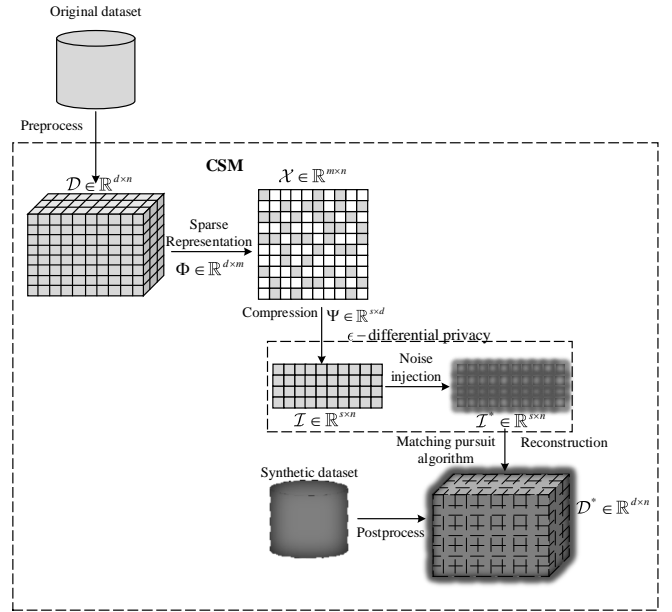 Original dataset
Preprocess
CSM
𝒟 ∈ ℝ^{d×n}
𝒳 ∈ ℝ^{m×n}
Sparse
Representation
Φ ∈ ℝ^{d×m}
Compression
Ψ ∈ ℝ^{s×d}
ϵ – differential privacy
Noise
injection
ℐ ∈ ℝ^{s×n}
ℐ^* ∈ ℝ^{s×n}
Matching pursuit
algorithm
Reconstruction
Synthetic dataset
𝒟^* ∈ ℝ^{d×n}
Postprocess